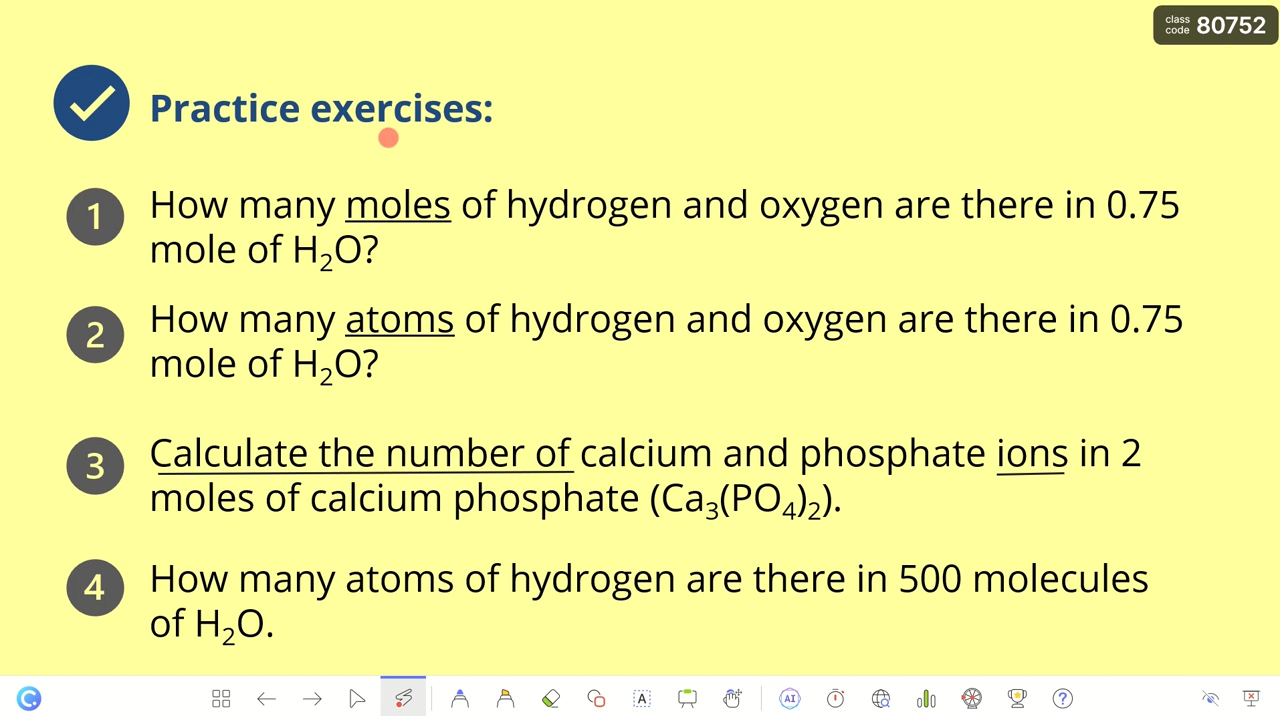 class
code 80752
Practice exercises:
1 How many moles of hydrogen and oxygen are there in 0.75
mole of H₂O?
2 How many atoms of hydrogen and oxygen are there in 0.75
mole of H₂O?
3 Calculate the number of calcium and phosphate ions in 2
moles of calcium phosphate (Ca₃(PO₄)₂).
4 How many atoms of hydrogen are there in 500 molecules
of H₂O.
A AI ?